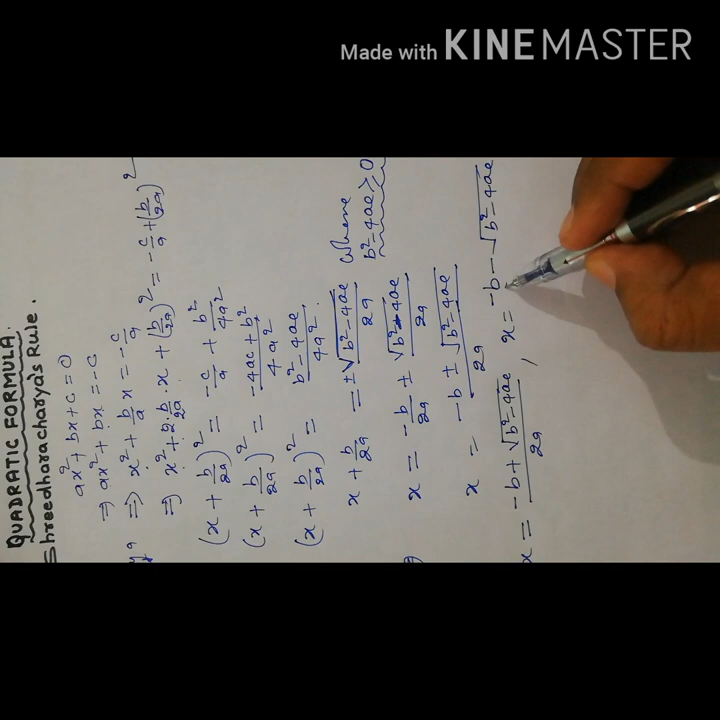 Made with KINEMASTER
QUADRATIC FORMULA.
Shreedharacharya's Rule.
ax² + bx + c = 0
⇒ ax² + bx = -c
⇒ x² + b/a x = -c/a
⇒ x² + 2·b/2a·x + (b/2a)² = -c/a + (b/2a)²
(x + b/2a)² = -c/a + b²/4a²
(x + b/2a)² = (-4ac + b²)/4a²
(x + b/2a)² = (b² - 4ac)/4a².
x + b/2a = ±√(b² - 4ac)/2a where b² - 4ac ≥ 0
x = -b/2a ± √(b² - 4ac)/2a
x = (-b ± √(b² - 4ac))/2a
x = (-b + √(b² - 4ac))/2a , x = -b - √(b² - 4ac)